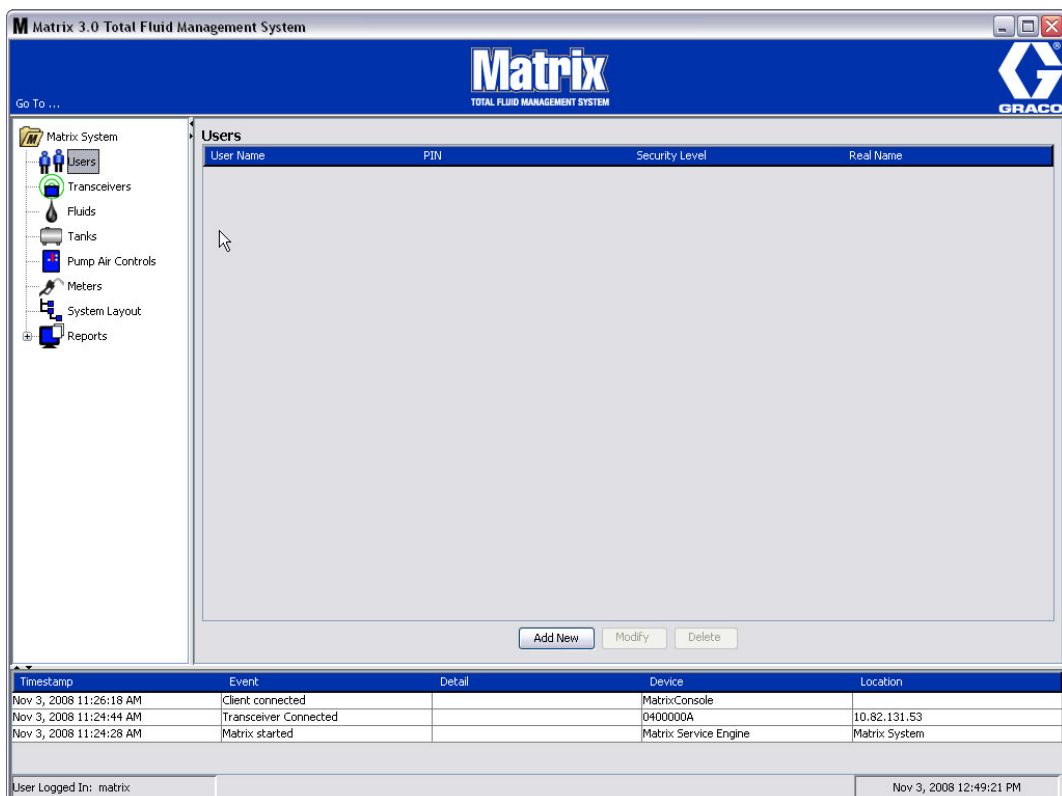 M Matrix 3.0 Total Fluid Management System
Matrix
TOTAL FLUID MANAGEMENT SYSTEM
G ®
GRACO
Go To ...
M Matrix System
Users
Transceivers
Fluids
Tanks
Pump Air Controls
Meters
System Layout
Reports
Users
User Name PIN Security Level Real Name
Add New Modify Delete
Timestamp Event Detail Device Location
Nov 3, 2008 11:26:18 AM Client connected MatrixConsole
Nov 3, 2008 11:24:44 AM Transceiver Connected 0400000A 10.82.131.53
Nov 3, 2008 11:24:28 AM Matrix started Matrix Service Engine Matrix System
User Logged In: matrix Nov 3, 2008 12:49:21 PM